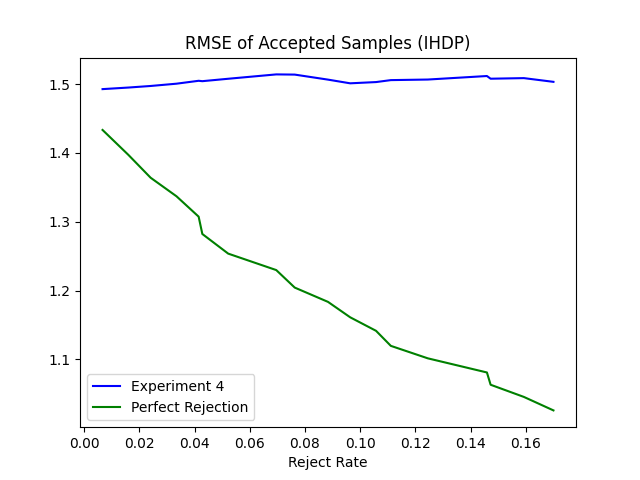 RMSE of Accepted Samples (IHDP)
1.5
1.4
1.3
1.2
1.1
Experiment 4
Perfect Rejection
0.00 0.02 0.04 0.06 0.08 0.10 0.12 0.14 0.16
Reject Rate